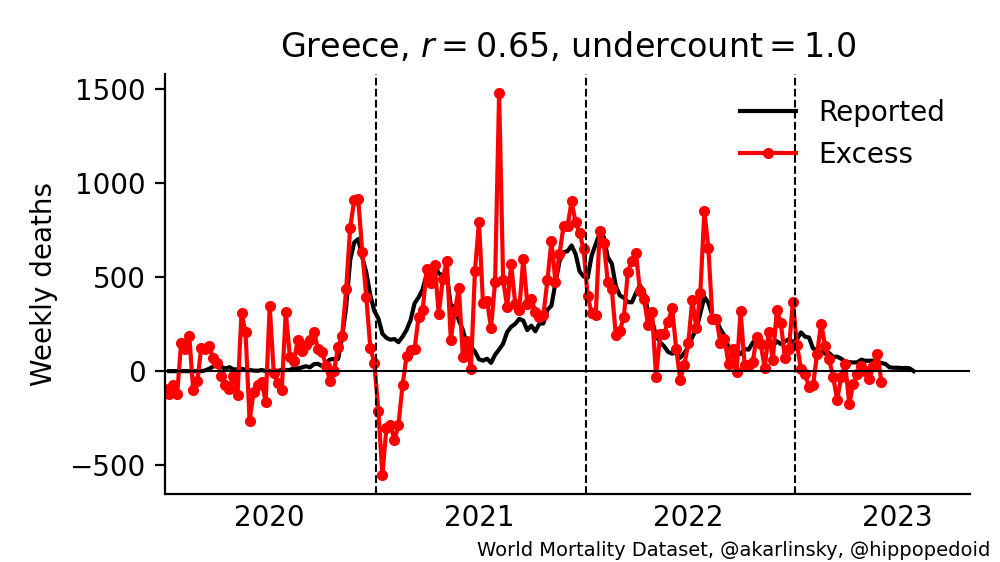 Greece, r = 0.65, undercount = 1.0
1500
1000
500
0
−500
Weekly deaths
Reported
Excess
2020
2021
2022
2023
World Mortality Dataset, @akarlinsky, @hippopedoid